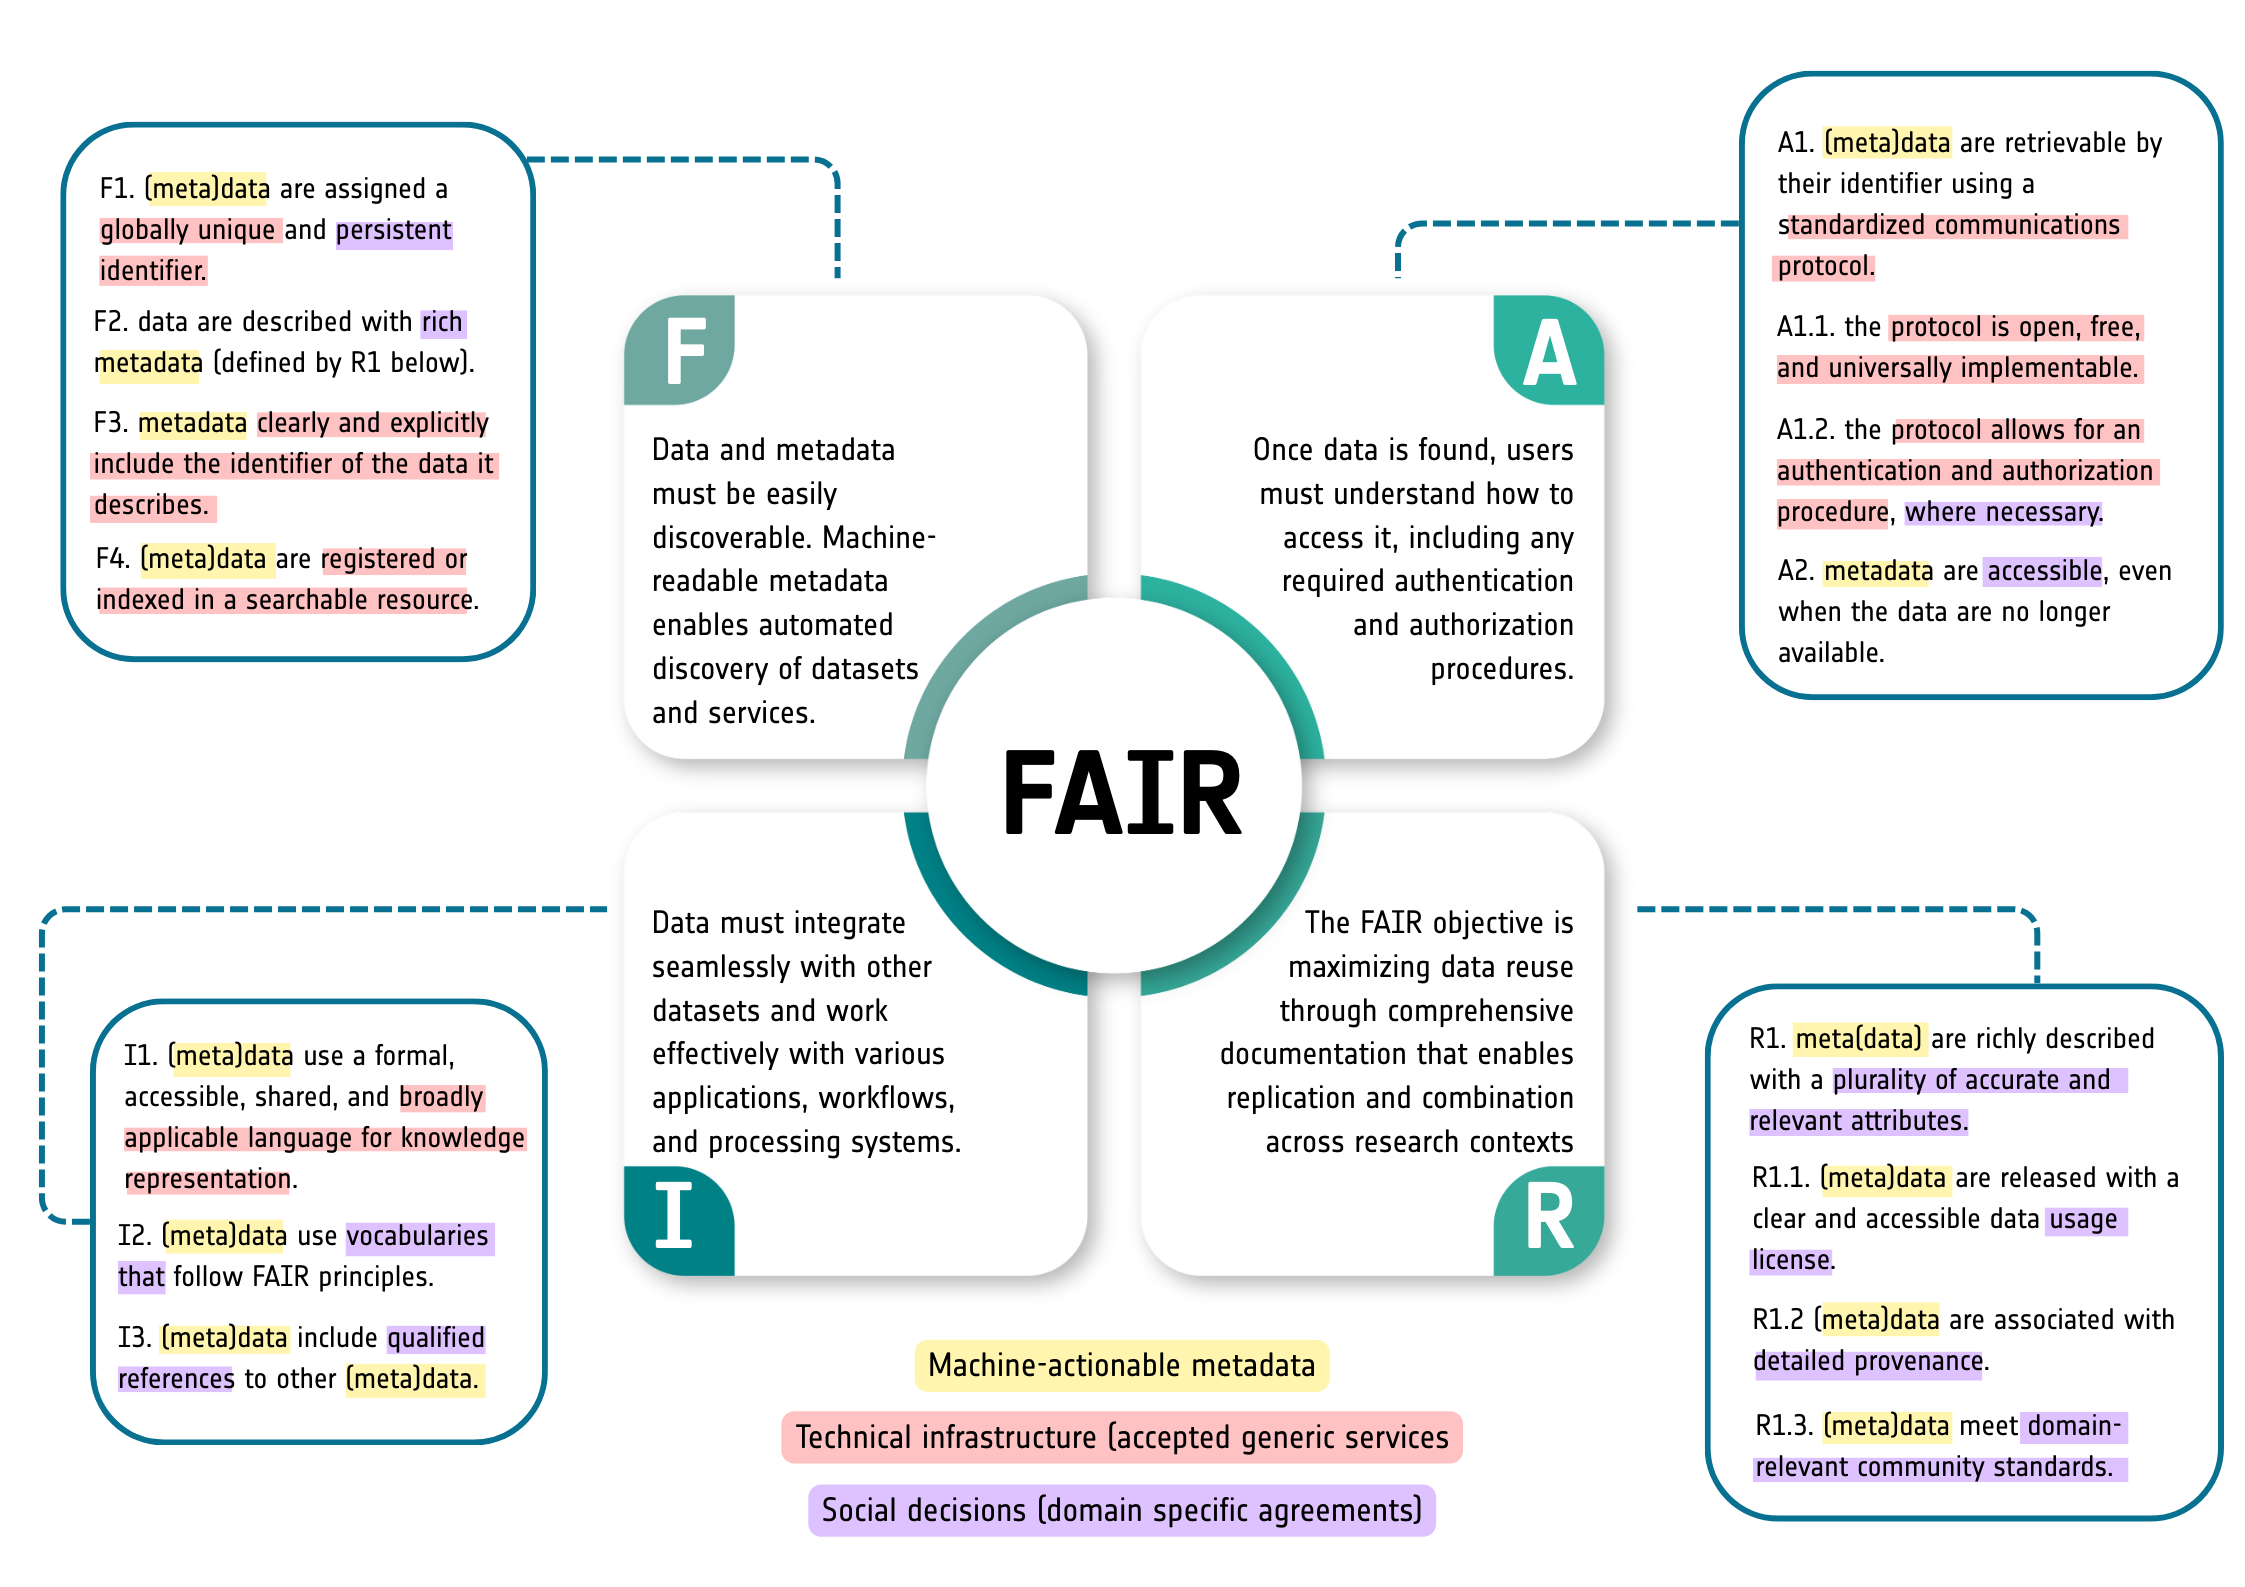 F1. (meta)data are assigned a
globally unique and persistent
identifier.
F2. data are described with rich
metadata (defined by R1 below).
F3. metadata clearly and explicitly
include the identifier of the data it
describes.
F4. (meta)data are registered or
indexed in a searchable resource.
F
Data and metadata
must be easily
discoverable. Machine-
readable metadata
enables automated
discovery of datasets
and services.
A
Once data is found, users
must understand how to
access it, including any
required authentication
and authorization
procedures.
A1. (meta)data are retrievable by
their identifier using a
standardized communications
protocol.
A1.1. the protocol is open, free,
and universally implementable.
A1.2. the protocol allows for an
authentication and authorization
procedure, where necessary.
A2. metadata are accessible, even
when the data are no longer
available.
FAIR
I1. (meta)data use a formal,
accessible, shared, and broadly
applicable language for knowledge
representation.
I2. (meta)data use vocabularies
that follow FAIR principles.
I3. (meta)data include qualified
references to other (meta)data.
Data must integrate
seamlessly with other
datasets and work
effectively with various
applications, workflows,
and processing systems.
I
The FAIR objective is
maximizing data reuse
through comprehensive
documentation that enables
replication and combination
across research contexts
R
R1. meta(data) are richly described
with a plurality of accurate and
relevant attributes.
R1.1. (meta)data are released with a
clear and accessible data usage
license.
R1.2 (meta)data are associated with
detailed provenance.
R1.3. (meta)data meet domain-
relevant community standards.
Machine-actionable metadata
Technical infrastructure (accepted generic services
Social decisions (domain specific agreements)